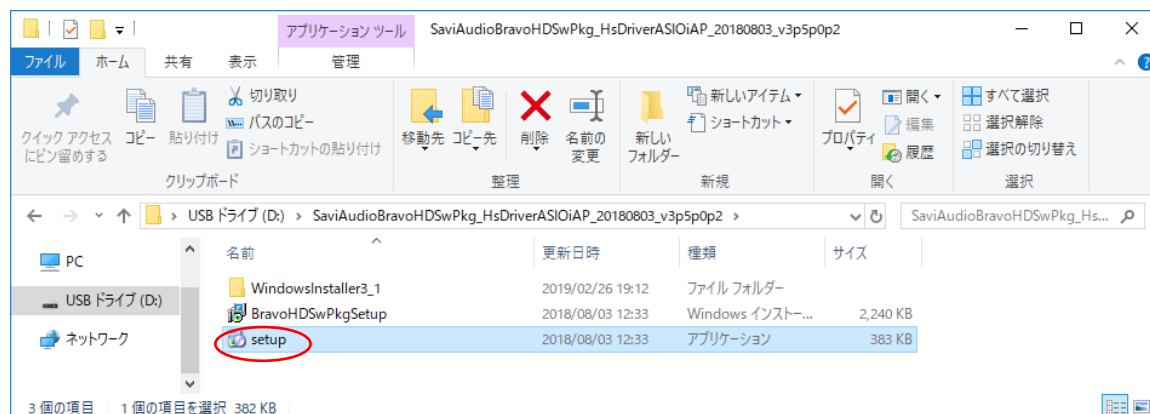 アプリケーション ツール
SaviAudioBravoHDSwPkg_HsDriverASIOiAP_20180803_v3p5p0p2
ファイル ホーム 共有 表示 管理
クイック アクセス
にピン留めする
コピー
貼り付け
切り取り
パスのコピー
ショートカットの貼り付け
クリップボード
移動先
コピー先
削除
名前の
変更
整理
新しい
フォルダー
新しいアイテム
ショートカット
新規
プロパティ
開く
編集
履歴
開く
すべて選択
選択解除
選択の切り替え
選択
USB ドライブ (D:) › SaviAudioBravoHDSwPkg_HsDriverASIOiAP_20180803_v3p5p0p2 ›
SaviAudioBravoHDSwPkg_Hs...
PC
USB ドライブ (D:)
ネットワーク
名前 更新日時 種類 サイズ
WindowsInstaller3_1 2019/02/26 19:12 ファイル フォルダー
BravoHDSwPkgSetup 2018/08/03 12:33 Windows インストー... 2,240 KB
setup 2018/08/03 12:33 アプリケーション 383 KB
3 個の項目 1 個の項目を選択 382 KB